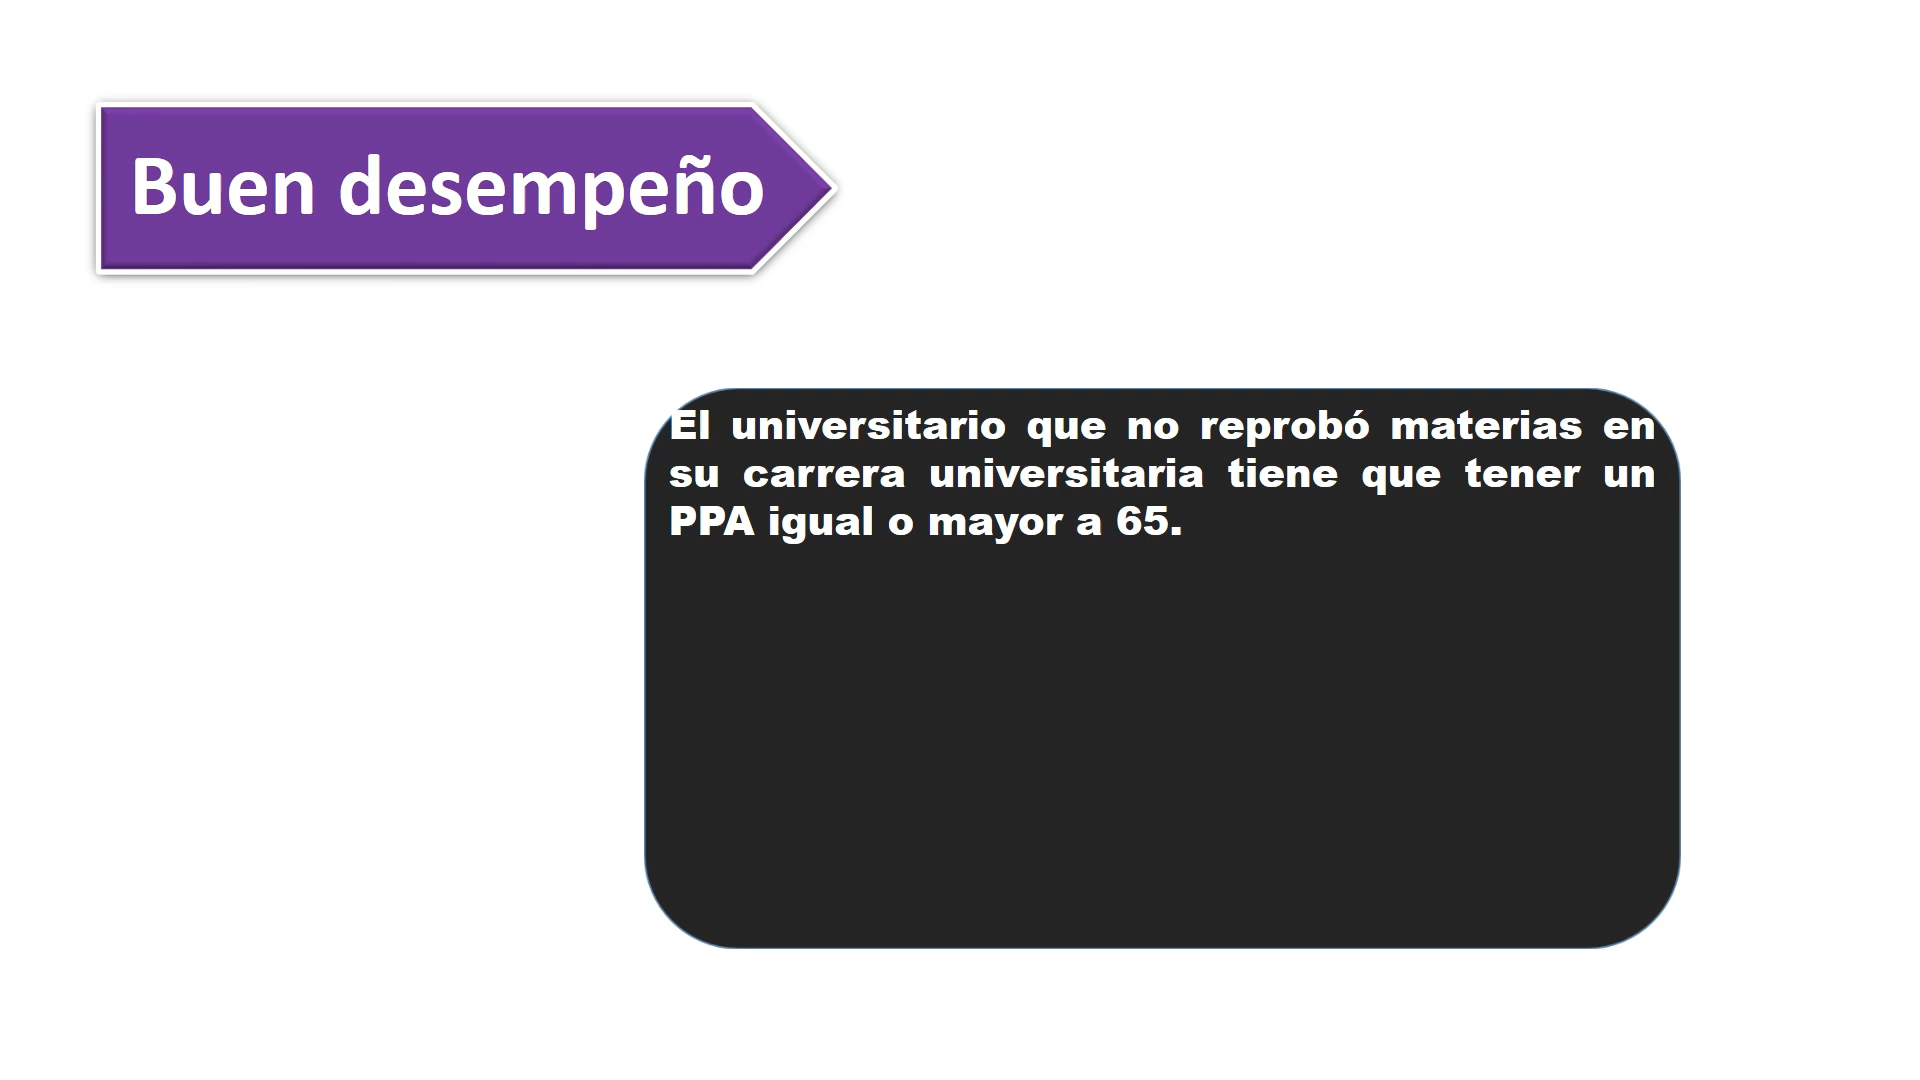 Buen desempeño
El universitario que no reprobó materias en
su carrera universitaria tiene que tener un
PPA igual o mayor a 65.